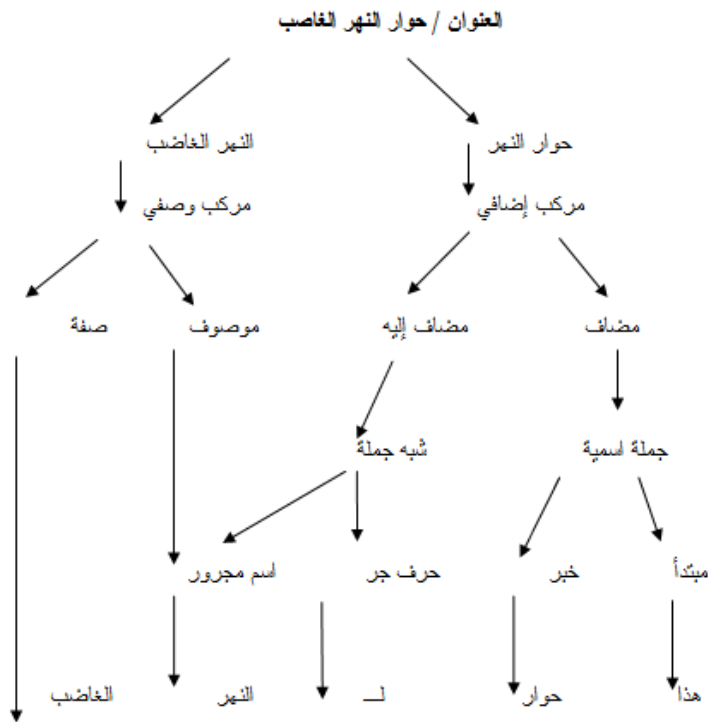 العنوان / حوار النهر الغاصب
حوار النهر النهر الغاضب
مركب إضافي مركب وصفي
مضاف مضاف إليه موصوف صفة
جملة اسمية شبه جملة
مبتدأ خبر حرف جر اسم مجرور
هذا حوار لـــ النهر الغاضب